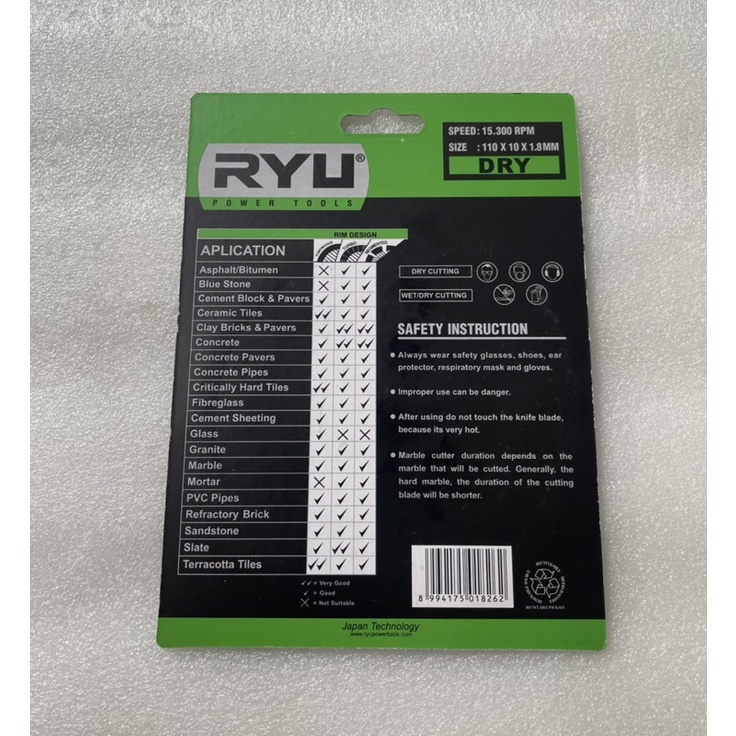 SPEED: 15.300 RPM
SIZE : 110 X 10 X 1.8MM
DRY
RYU®
POWER TOOLS
RIM DESIGN
APLICATION
TURBO
SEGMENTED
Asphalt/Bitumen X ✓ ✓
Blue Stone X ✓ ✓
Cement Block & Pavers ✓ ✓ ✓
Ceramic Tiles ✓✓ ✓ ✓
Clay Bricks & Pavers ✓ ✓✓ ✓✓
Concrete ✓ ✓✓ ✓✓
Concrete Pavers ✓ ✓ ✓
Concrete Pipes ✓ ✓ ✓
Critically Hard Tiles ✓✓ ✓ ✓
Fibreglass ✓ ✓ ✓
Cement Sheeting ✓ ✓ ✓
Glass ✓ X X
Granite ✓ ✓ ✓
Marble ✓ ✓ ✓
Mortar X ✓ ✓
PVC Pipes ✓ ✓ ✓
Refractory Brick ✓ ✓ ✓
Sandstone ✓ ✓ ✓
Slate ✓ ✓✓ ✓
Terracotta Tiles ✓✓ ✓ ✓
✓✓ = Very Good
✓ = Good
X = Not Suitable
DRY CUTTING
WET/DRY CUTTING
SAFETY INSTRUCTION
● Always wear safety glasses, shoes, ear
protector, respiratory mask and gloves.
● Improper use can be danger.
● After using do not touch the knife blade,
because its very hot.
● Marble cutter duration depends on the
marble that will be cutted. Generally, the
hard marble, the duration of the cutting
blade will be shorter.
8 994175 018262
Japan Technology
www.ryupowertools.com